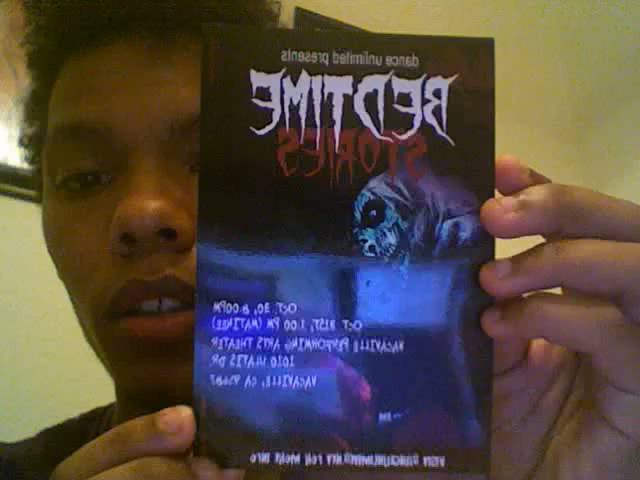 dance unlimited presents
BEDTIME
STORIES
OCT. 30, 8:00PM
OCT. 31ST, 1:00 PM (MATINEE)
VACAVILLE PERFORMING ARTS THEATER
1010 ULATIS DR
VACAVILLE, CA 95687
VISIT FOR MORE INFO